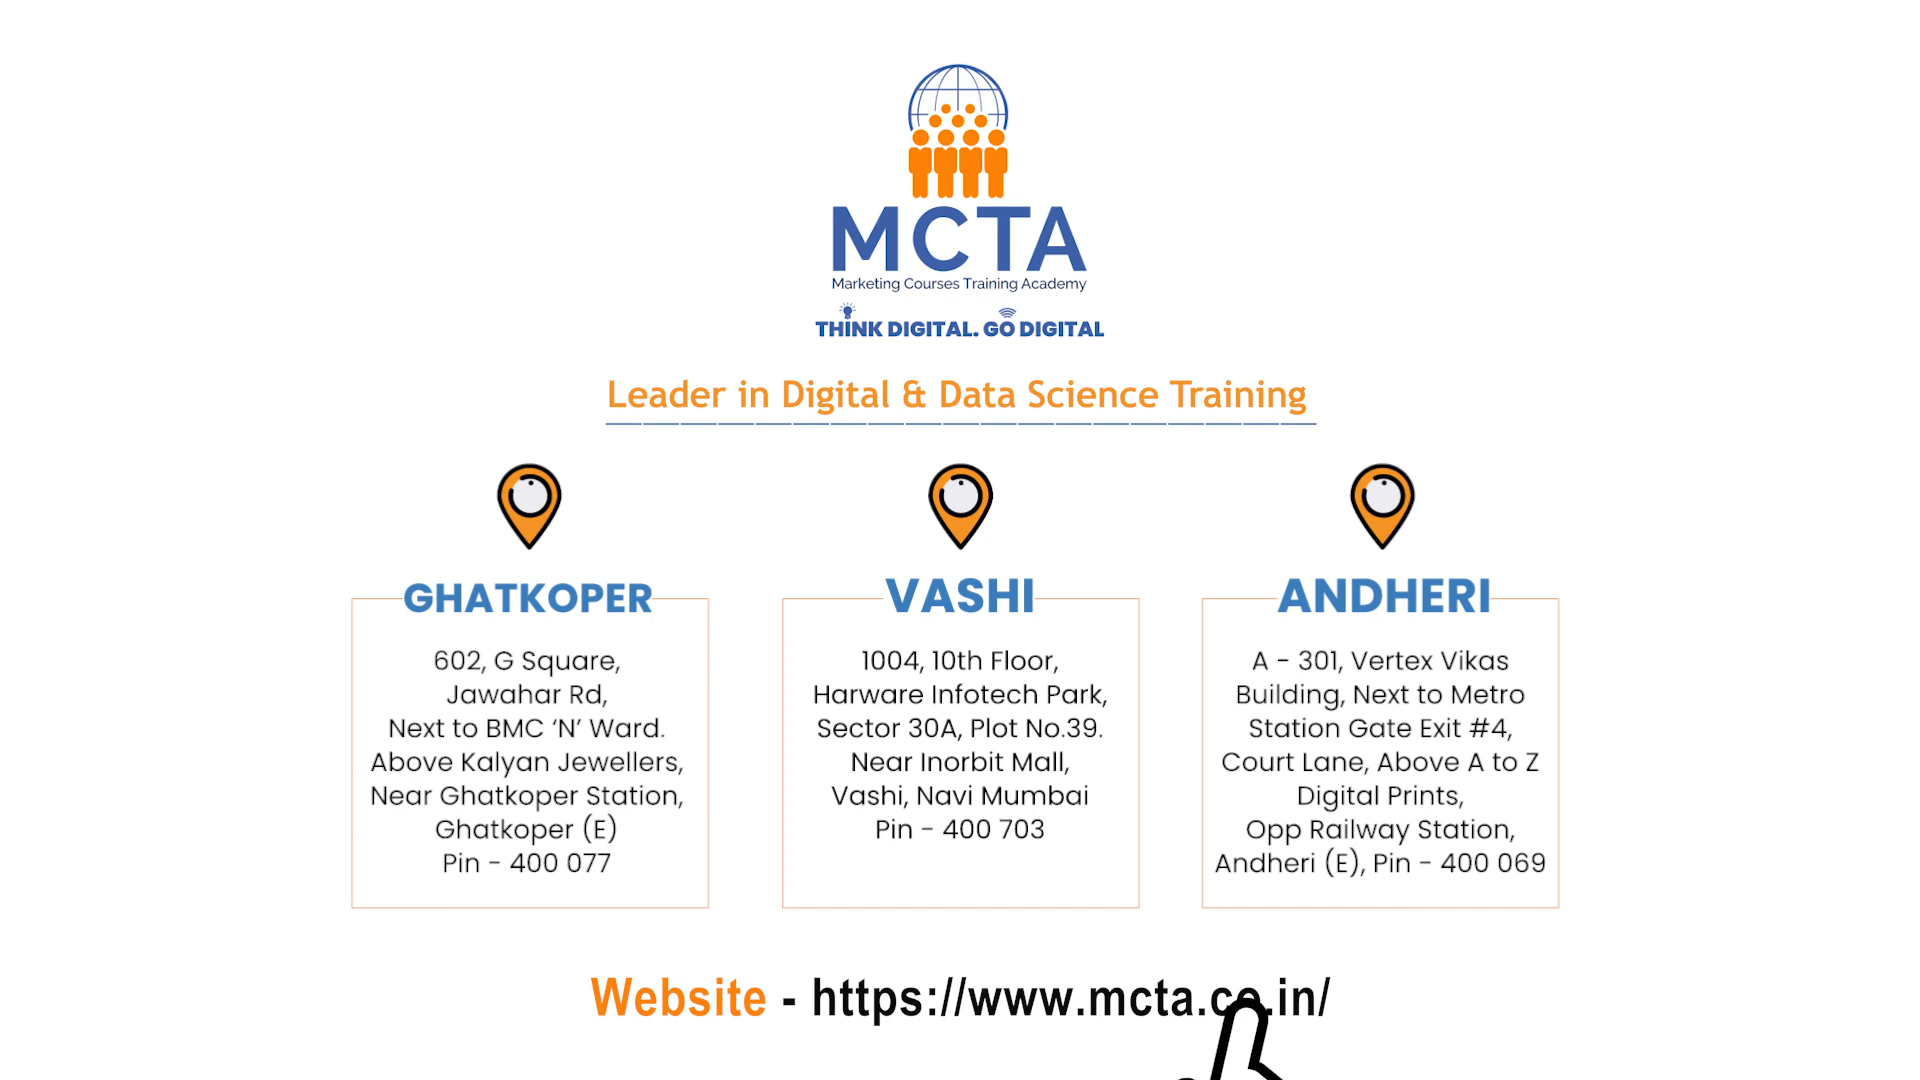 MCTA
Marketing Courses Training Academy
THINK DIGITAL. GO DIGITAL
Leader in Digital & Data Science Training
GHATKOPER
602, G Square,
Jawahar Rd,
Next to BMC ‘N’ Ward.
Above Kalyan Jewellers,
Near Ghatkoper Station,
Ghatkoper (E)
Pin - 400 077
VASHI
1004, 10th Floor,
Harware Infotech Park,
Sector 30A, Plot No.39.
Near Inorbit Mall,
Vashi, Navi Mumbai
Pin - 400 703
ANDHERI
A - 301, Vertex Vikas
Building, Next to Metro
Station Gate Exit #4,
Court Lane, Above A to Z
Digital Prints,
Opp Railway Station,
Andheri (E), Pin - 400 069
Website - https://www.mcta.co.in/